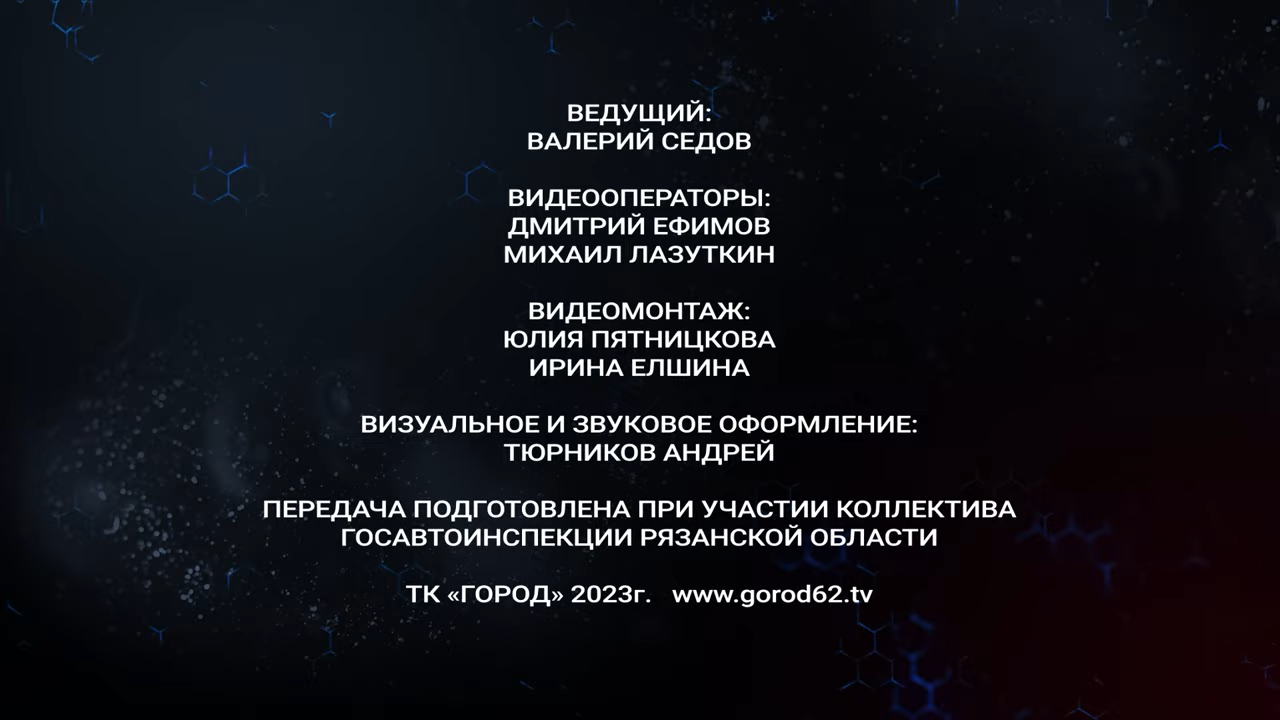 ВЕДУЩИЙ:
ВАЛЕРИЙ СЕДОВ
ВИДЕООПЕРАТОРЫ:
ДМИТРИЙ ЕФИМОВ
МИХАИЛ ЛАЗУТКИН
ВИДЕОМОНТАЖ:
ЮЛИЯ ПЯТНИЦКОВА
ИРИНА ЕЛШИНА
ВИЗУАЛЬНОЕ И ЗВУКОВОЕ ОФОРМЛЕНИЕ:
ТЮРНИКОВ АНДРЕЙ
ПЕРЕДАЧА ПОДГОТОВЛЕНА ПРИ УЧАСТИИ КОЛЛЕКТИВА
ГОСАВТОИНСПЕКЦИИ РЯЗАНСКОЙ ОБЛАСТИ
ТК «ГОРОД» 2023г. www.gorod62.tv